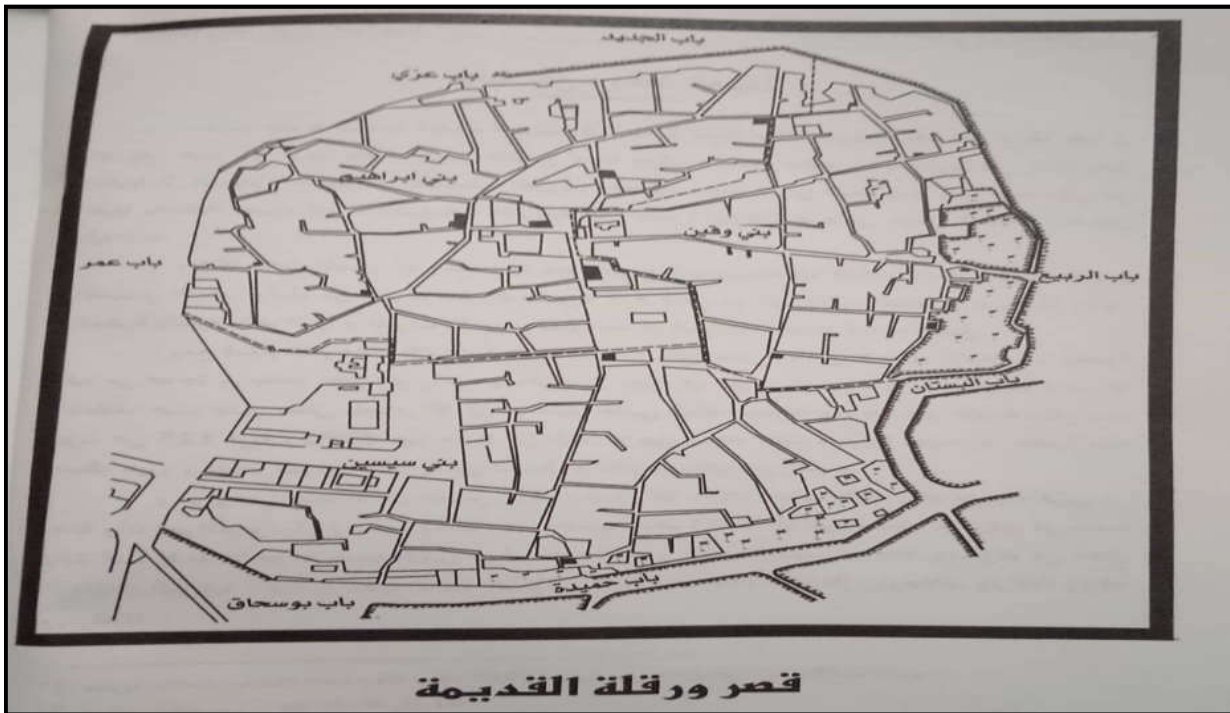 باب الجديد
باب عزي
بني ابراهيم
بني وقين
باب عمر
باب الربيع
باب البستان
بني سيسين
باب حميدة
باب بوسحاق
قصر ورقلة القديمة